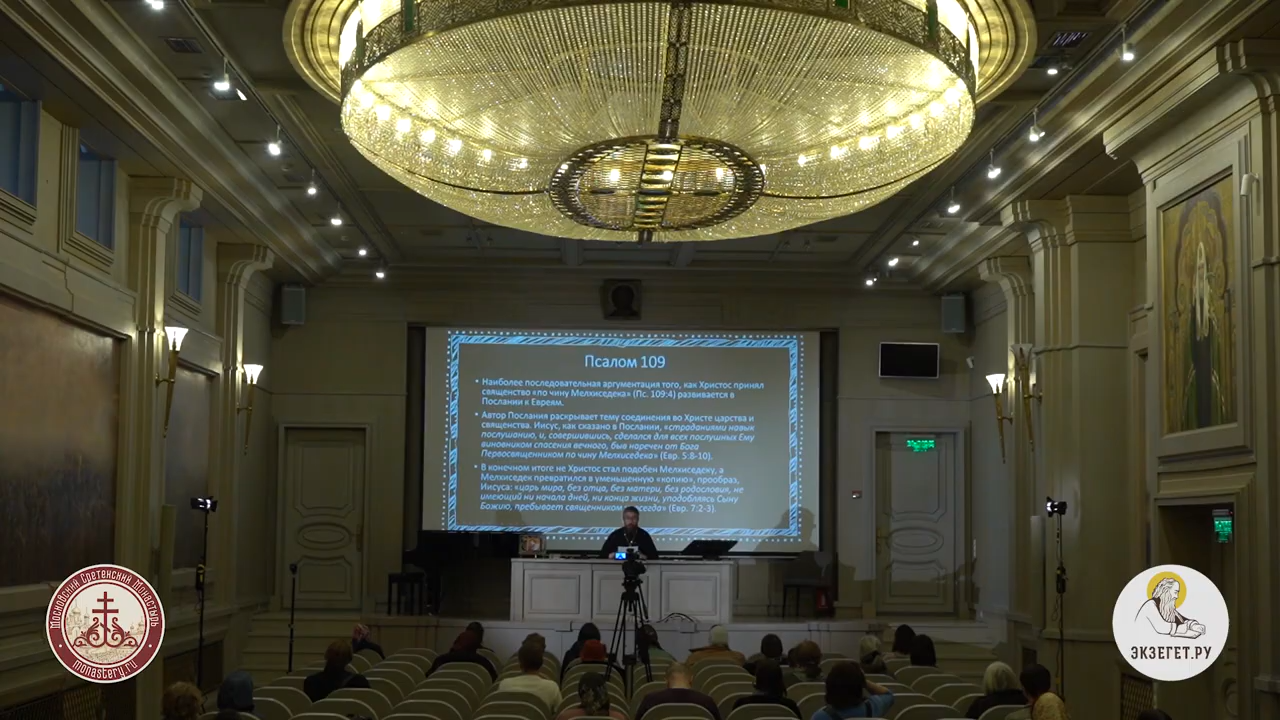 Псалом 109
• Наиболее последовательная аргументация того, как Христос принял
священство «по чину Мелхиседека» (Пс. 109:4) развивается в
Послании к Евреям.
• Автор Послания раскрывает тему соединения во Христе царства и
священства. Иисус, как сказано в Послании, «страданиями навык
послушанию, и, совершившись, сделался для всех послушных Ему
виновником спасения вечного, быв наречен от Бога
Первосвященником по чину Мелхиседека» (Евр. 5:8-10).
• В конечном итоге не Христос стал подобен Мелхиседеку, а
Мелхиседек превратился в уменьшенную «копию», прообраз,
Иисуса: «царь мира, без отца, без матери, без родословия, не
имеющий ни начала дней, ни конца жизни, уподобляясь Сыну
Божию, пребывает священником сегда» (Евр. 7:2-3).
Московский Сретенский Монастырь
monastery.ru
ЭКЗЕГЕТ.РУ